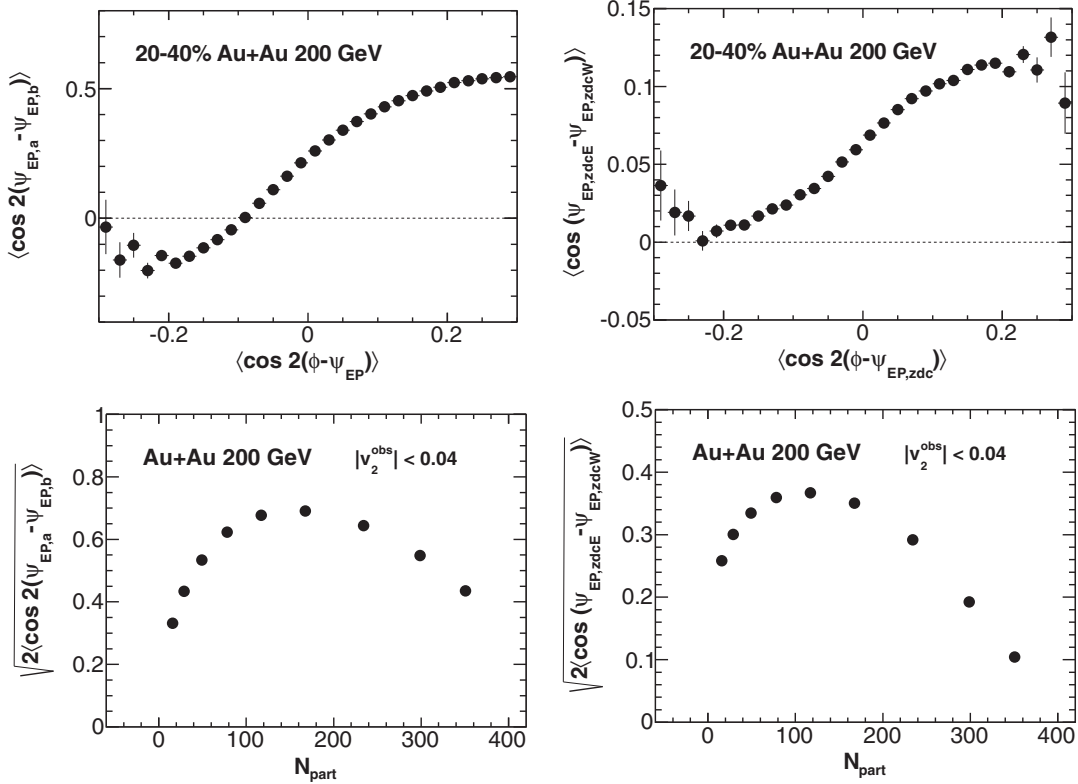 20-40% Au+Au 200 GeV
⟨cos 2(ψ_EP,a-ψ_EP,b)⟩
0.5
0
-0.2 0 0.2
⟨cos 2(ϕ-ψ_EP)⟩
20-40% Au+Au 200 GeV
⟨cos (ψ_EP,zdcE-ψ_EP,zdcW)⟩
0.15
0.1
0.05
0
-0.05
-0.2 0 0.2
⟨cos 2(ϕ-ψ_EP,zdc)⟩
Au+Au 200 GeV |v_2^obs| < 0.04
√2⟨cos 2(ψ_EP,a-ψ_EP,b)⟩
1
0.8
0.6
0.4
0.2
0
0 100 200 300 400
N_part
Au+Au 200 GeV |v_2^obs| < 0.04
√2⟨cos (ψ_EP,zdcE-ψ_EP,zdcW)⟩
0.5
0.4
0.3
0.2
0.1
0
0 100 200 300 400
N_part